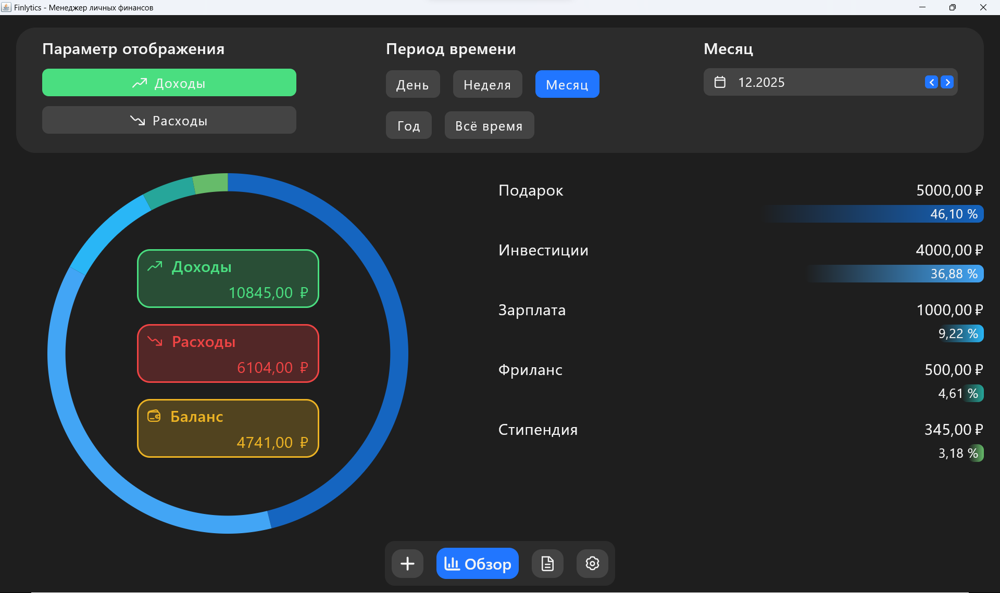 Finlytics - Менеджер личных финансов
Параметр отображения
Доходы
Расходы
Период времени
День
Неделя
Месяц
Год
Всё время
Месяц
12.2025
Доходы
10845,00 ₽
Расходы
6104,00 ₽
Баланс
4741,00 ₽
Подарок
5000,00 ₽
46,10 %
Инвестиции
4000,00 ₽
36,88 %
Зарплата
1000,00 ₽
9,22 %
Фриланс
500,00 ₽
4,61 %
Стипендия
345,00 ₽
3,18 %
Обзор